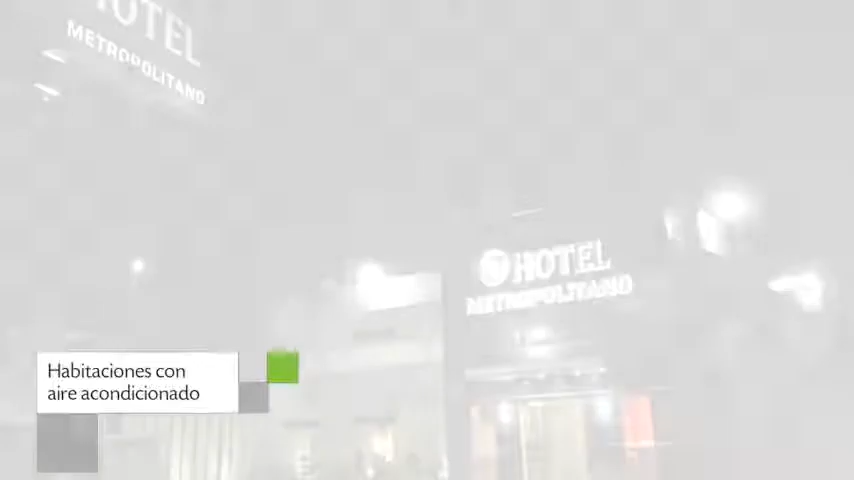 HOTEL
METROPOLITANO
HOTEL
METROPOLITANO
Habitaciones con
aire acondicionado